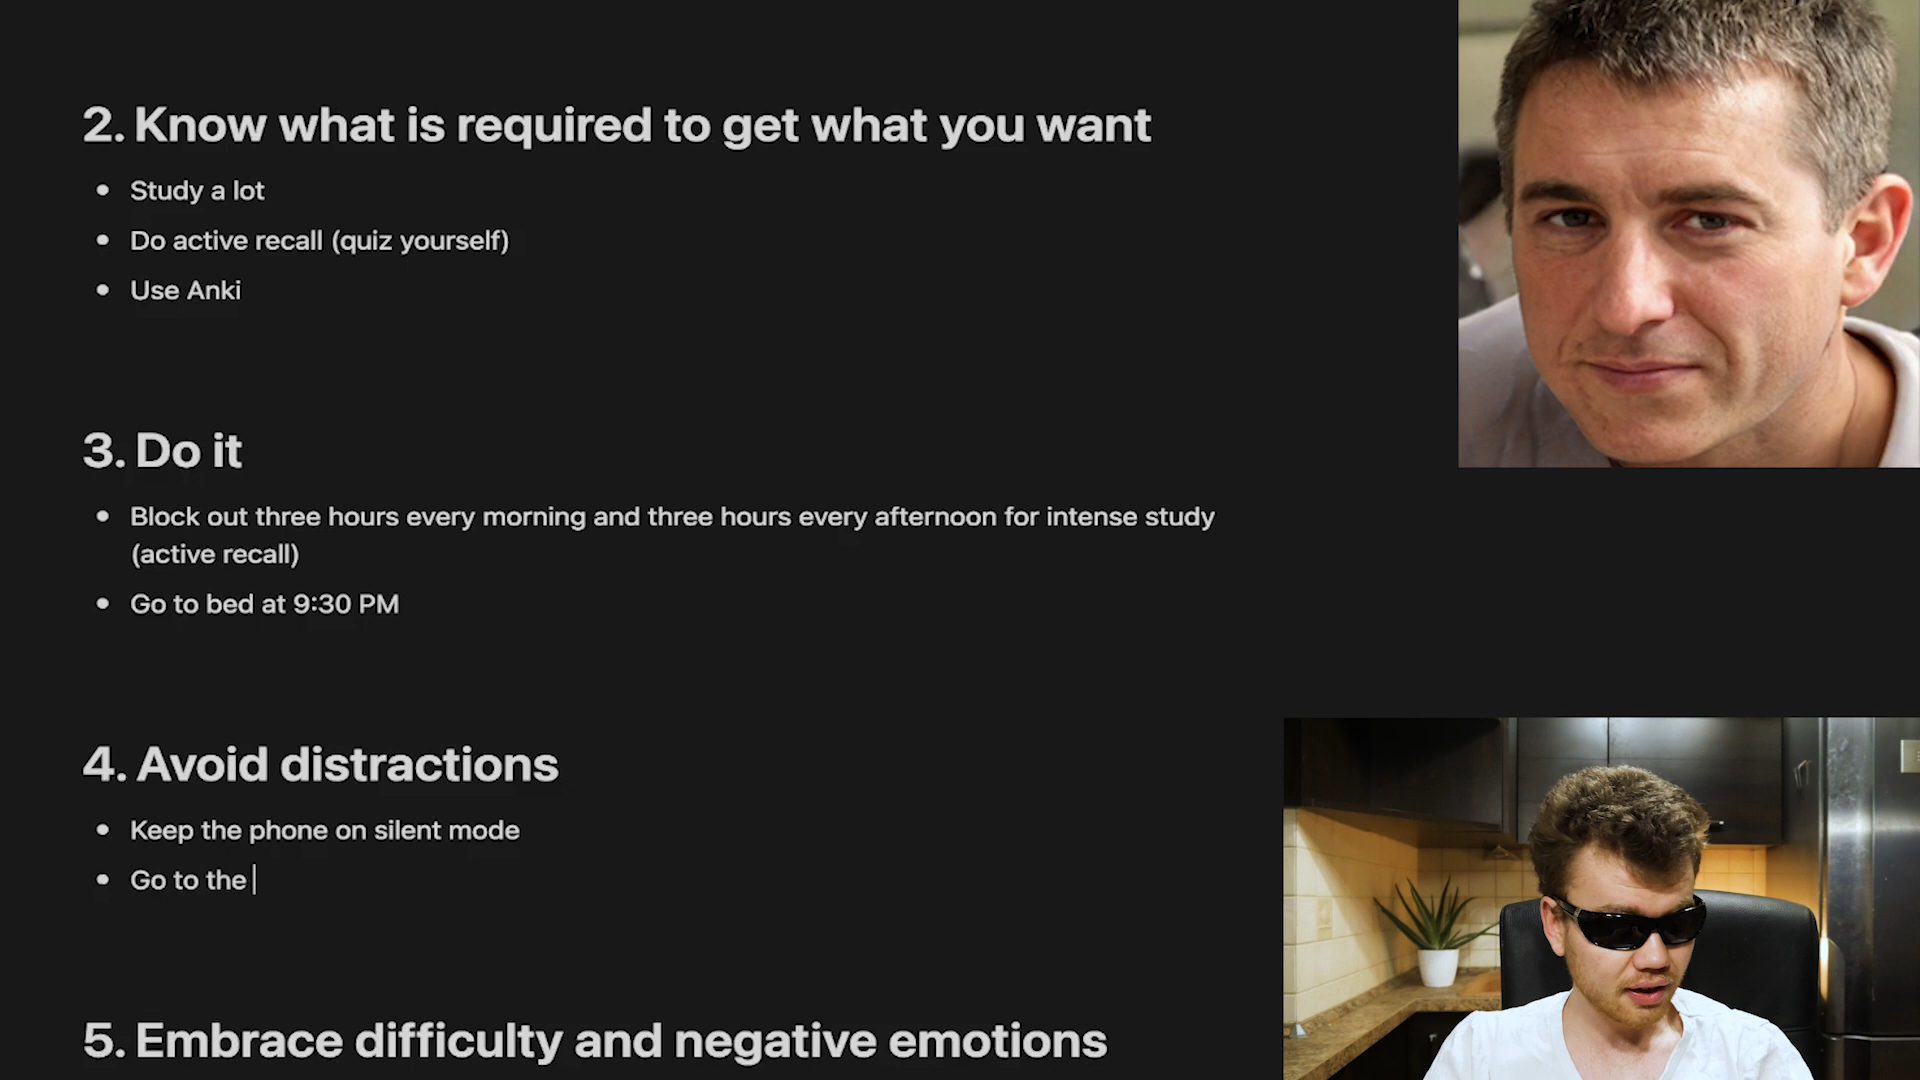 2. Know what is required to get what you want
• Study a lot
• Do active recall (quiz yourself)
• Use Anki
3. Do it
• Block out three hours every morning and three hours every afternoon for intense study
(active recall)
• Go to bed at 9:30 PM
4. Avoid distractions
• Keep the phone on silent mode
• Go to the
5. Embrace difficulty and negative emotions